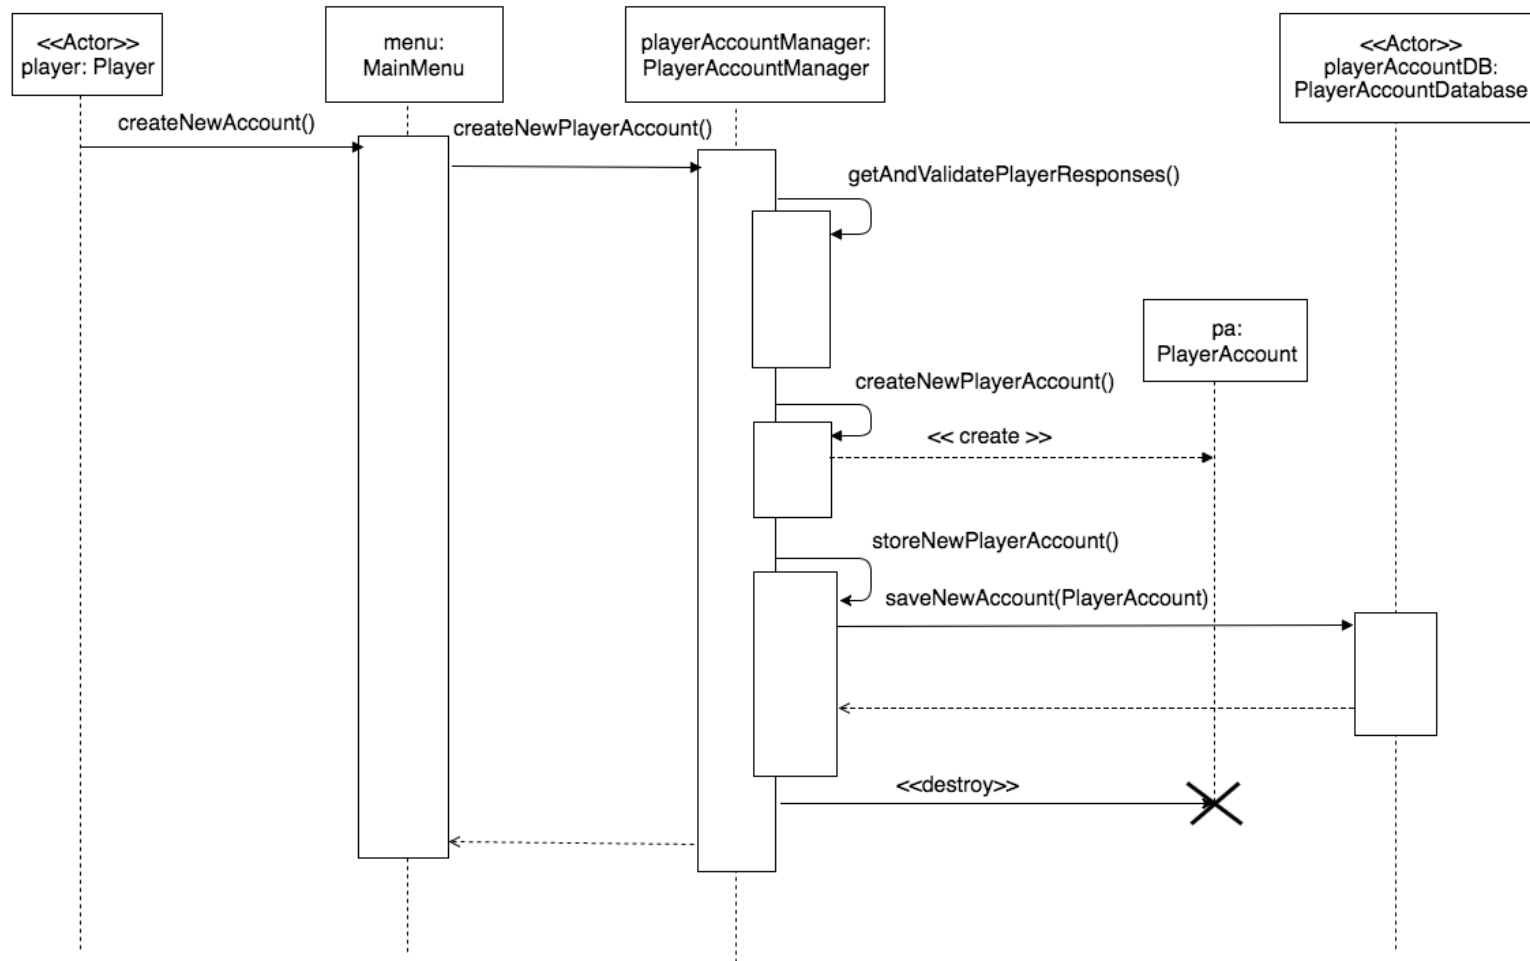 <<Actor>>
player: Player
menu:
MainMenu
playerAccountManager:
PlayerAccountManager
<<Actor>>
playerAccountDB:
PlayerAccountDatabase
createNewAccount()
createNewPlayerAccount()
getAndValidatePlayerResponses()
pa:
PlayerAccount
createNewPlayerAccount()
<< create >>
storeNewPlayerAccount()
saveNewAccount(PlayerAccount)
<<destroy>>